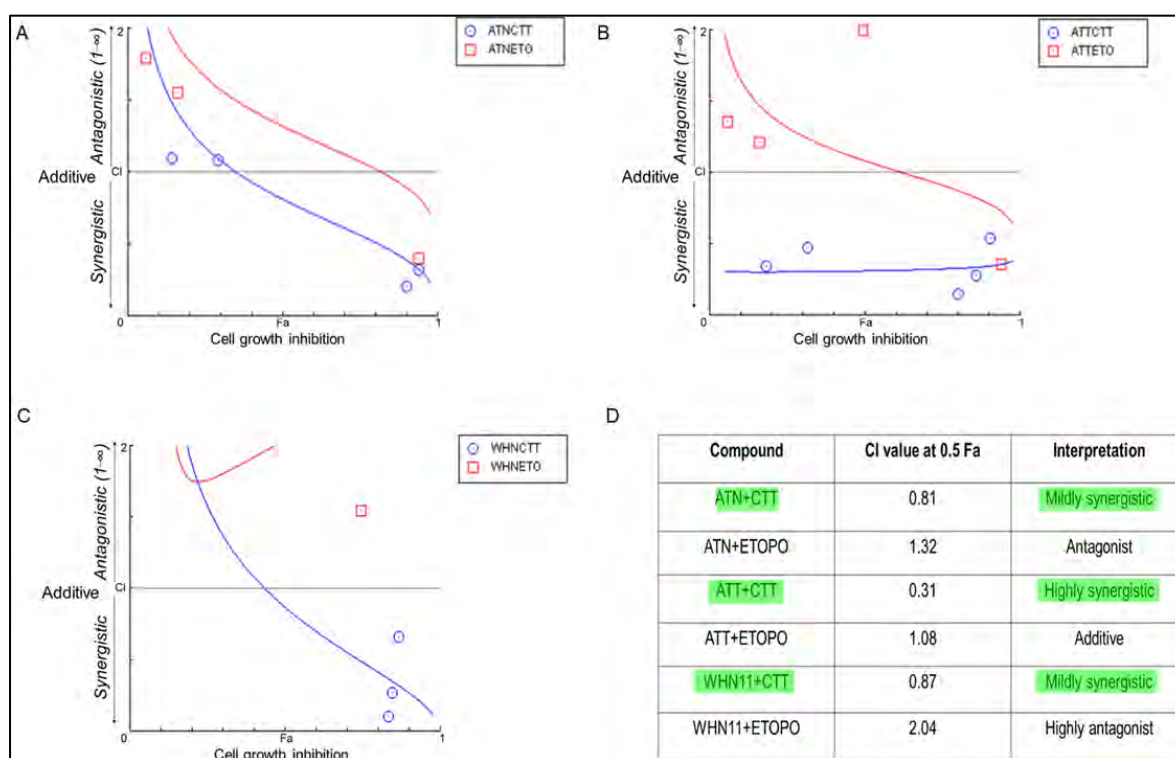 A
2
ATNCTT
ATNETO
Antagonistic (1-∞)
Additive
CI
Synergistic
0
Fa
1
Cell growth inhibition
B
2
ATTCTT
ATTETO
Antagonistic (1-∞)
Additive
CI
Synergistic
0
Fa
1
Cell growth inhibition
C
2
WHNCTT
WHNETO
Antagonistic (1-∞)
Additive
CI
Synergistic
0
Fa
1
Cell growth inhibition
D
Compound CI value at 0.5 Fa Interpretation
ATN+CTT 0.81 Mildly synergistic
ATN+ETOPO 1.32 Antagonist
ATT+CTT 0.31 Highly synergistic
ATT+ETOPO 1.08 Additive
WHN11+CTT 0.87 Mildly synergistic
WHN11+ETOPO 2.04 Highly antagonist